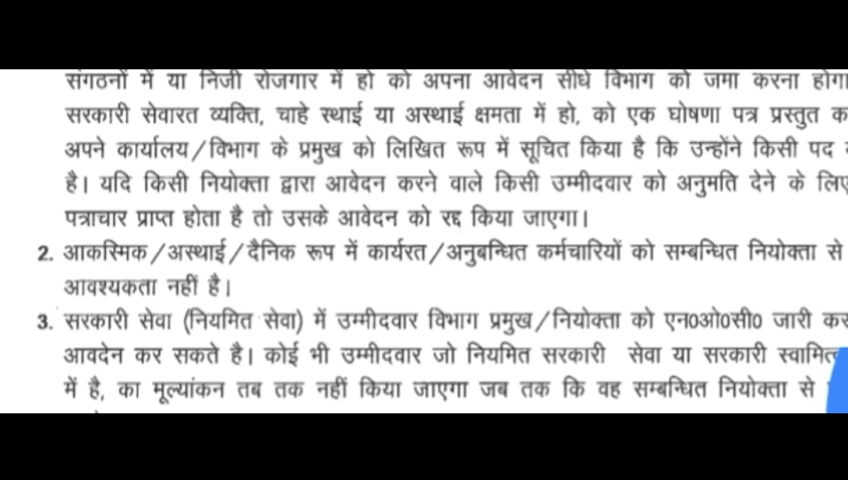 संगठनों में या निजी रोजगार में हो को अपना आवेदन सीधे विभाग को जमा करना होगा
सरकारी सेवारत व्यक्ति, चाहे स्थाई या अस्थाई क्षमता में हो, को एक घोषणा पत्र प्रस्तुत
अपने कार्यालय/विभाग के प्रमुख को लिखित रूप में सूचित किया है कि उन्होंने किसी पद
है। यदि किसी नियोक्ता द्वारा आवेदन करने वाले किसी उम्मीदवार को अनुमति देने के लिए
पत्राचार प्राप्त होता है तो उसके आवेदन को रद्द किया जाएगा।
2. आकस्मिक/अस्थाई/दैनिक रूप में कार्यरत/अनुबन्धित कर्मचारियों को सम्बन्धित नियोक्ता से
आवश्यकता नहीं है।
3. सरकारी सेवा (नियमित सेवा) में उम्मीदवार विभाग प्रमुख/नियोक्ता को एन0ओ0सी0 जारी
आवदेन कर सकते है। कोई भी उम्मीदवार जो नियमित सरकारी सेवा या सरकारी
में है, का मूल्यांकन तब तक नहीं किया जाएगा जब तक कि वह सम्बन्धित नियोक्ता से